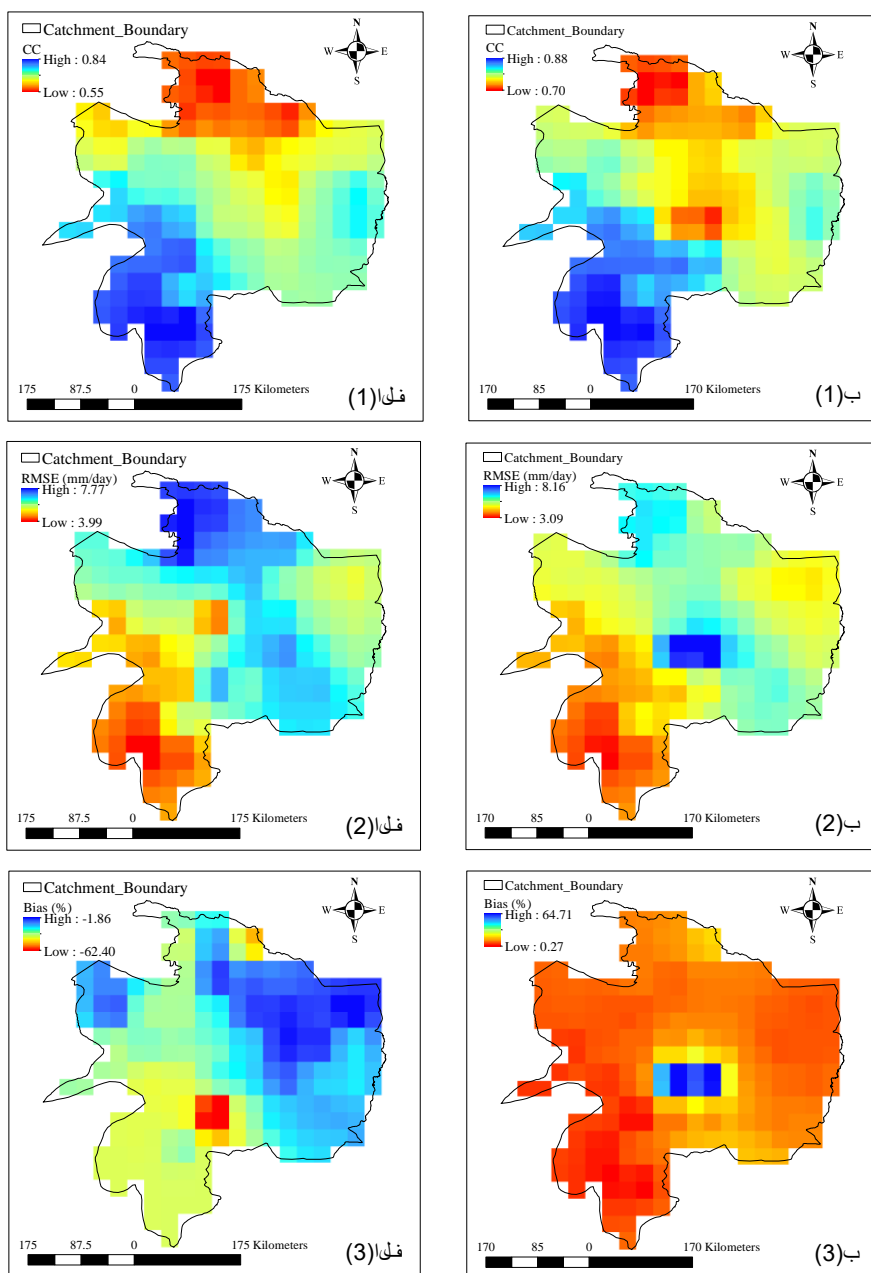 Catchment_Boundary
CC
High : 0.84
Low : 0.55
N
W E
S
175 87.5 0 175 Kilometers
الف(1)
Catchment_Boundary
CC
High : 0.88
Low : 0.70
N
W E
S
170 85 0 170 Kilometers
ب(1)
Catchment_Boundary
RMSE (mm/day)
High : 7.77
Low : 3.99
N
W E
S
175 87.5 0 175 Kilometers
الف(2)
Catchment_Boundary
RMSE (mm/day)
High : 8.16
Low : 3.09
N
W E
S
170 85 0 170 Kilometers
ب(2)
Catchment_Boundary
Bias (%)
High : -1.86
Low : -62.40
N
W E
S
175 87.5 0 175 Kilometers
الف(3)
Catchment_Boundary
Bias (%)
High : 64.71
Low : 0.27
N
W E
S
170 85 0 170 Kilometers
ب(3)